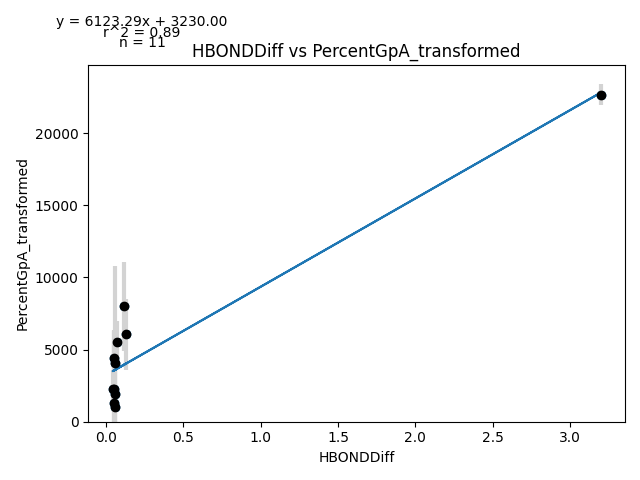 y = 6123.29x + 3230.00
r^2 = 0.89
n = 11
HBONDDiff vs PercentGpA_transformed
PercentGpA_transformed
20000
15000
10000
5000
0
0.0 0.5 1.0 1.5 2.0 2.5 3.0
HBONDDiff